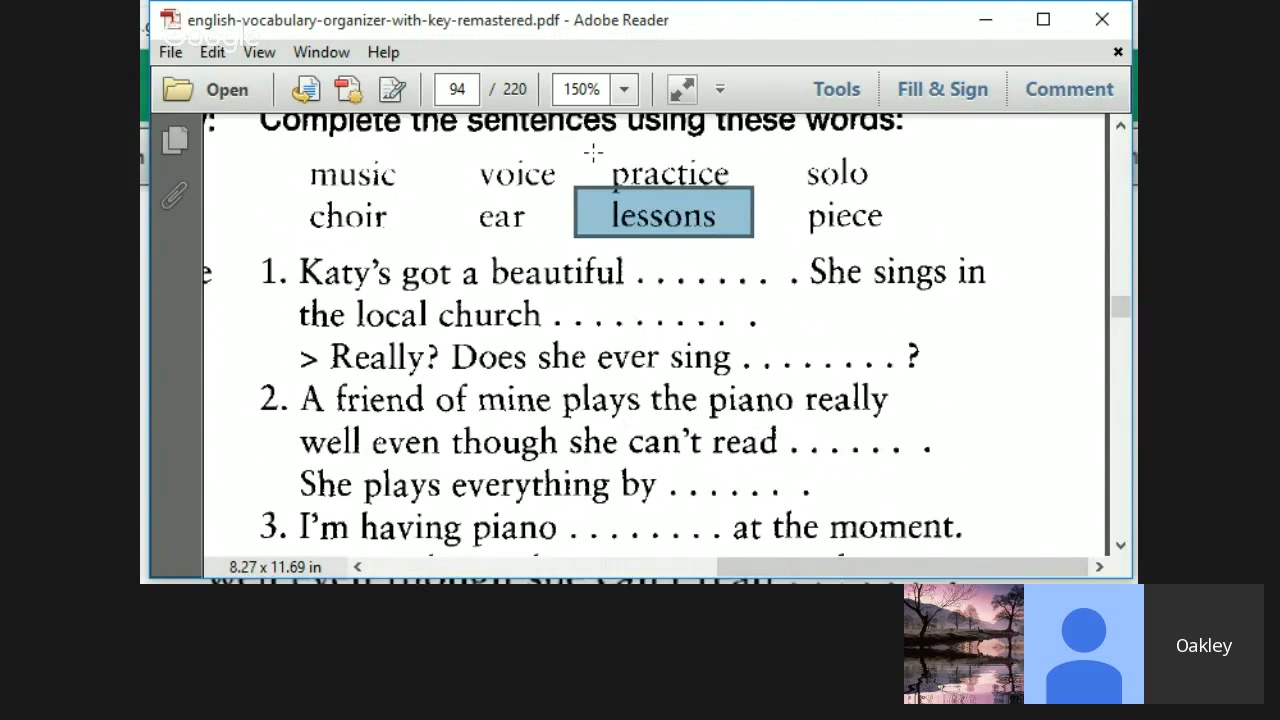 english-vocabulary-organizer-with-key-remastered.pdf - Adobe Reader
Google
File Edit View Window Help
Open 94 / 220 150% Tools Fill & Sign Comment
Complete the sentences using these words:
music voice practice solo
choir ear lessons piece
1. Katy's got a beautiful . . . . . . . . She sings in
the local church . . . . . . . . . .
> Really? Does she ever sing . . . . . . . . ?
2. A friend of mine plays the piano really
well even though she can't read . . . . . . .
She plays everything by . . . . . . .
3. I'm having piano . . . . . . . . at the moment.
8.27 x 11.69 in
Oakley